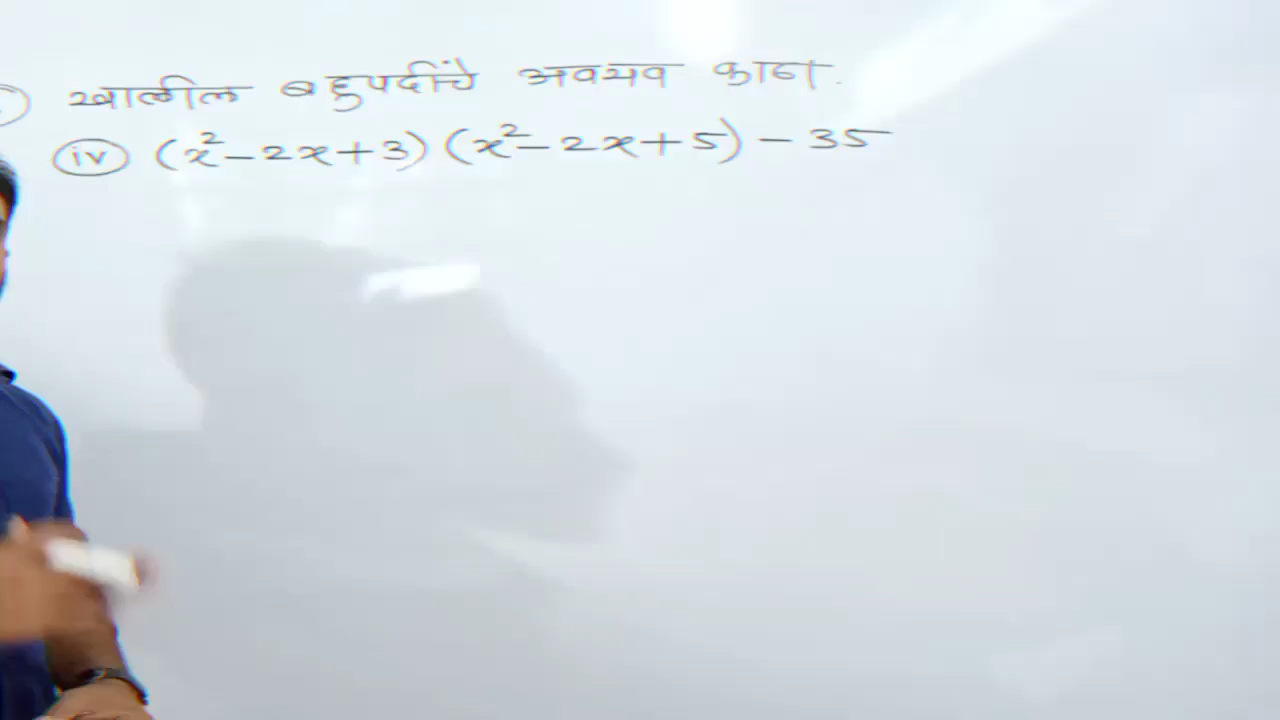 खालील बहुपदींचे अवयव काढा.
iv (x² - 2x + 3) (x² - 2x + 5) - 35